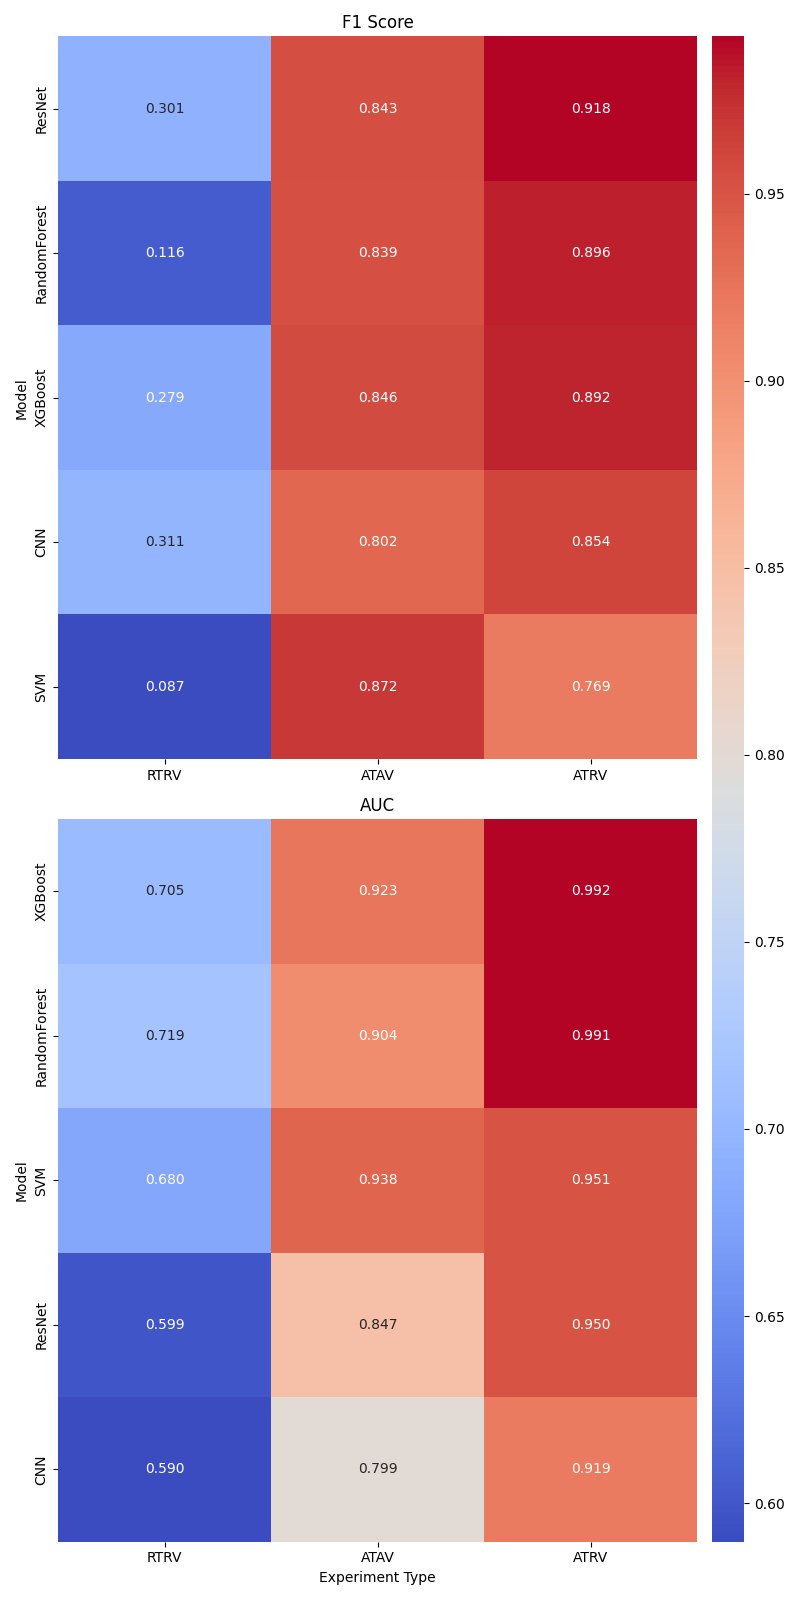 F1 Score
ResNet 0.301 0.843 0.918
0.95
RandomForest 0.116 0.839 0.896
0.90
Model
XGBoost 0.279 0.846 0.892
CNN 0.311 0.802 0.854
0.85
SVM 0.087 0.872 0.769
0.80
RTRV ATAV ATRV
AUC
XGBoost 0.705 0.923 0.992
0.75
RandomForest 0.719 0.904 0.991
0.70
Model
SVM 0.680 0.938 0.951
ResNet 0.599 0.847 0.950
0.65
CNN 0.590 0.799 0.919
0.60
RTRV ATAV ATRV
Experiment Type